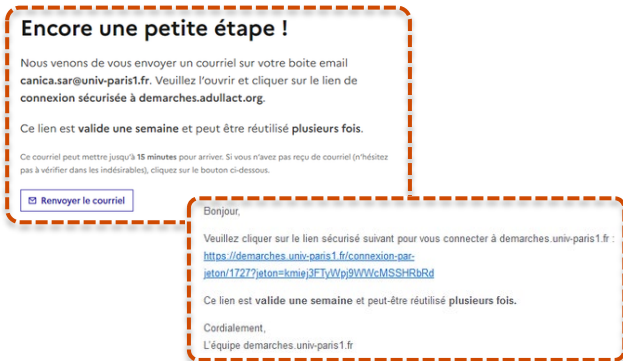 Encore une petite étape !
Nous venons de vous envoyer un courriel sur votre boite email
canica.sar@univ-paris1.fr. Veuillez l'ouvrir et cliquer sur le lien de
connexion sécurisée à demarches.adullact.org.
Ce lien est valide une semaine et peut être réutilisé plusieurs fois.
Ce courriel peut mettre jusqu'à 15 minutes pour arriver. Si vous n'avez pas reçu de courriel (n'hésitez
pas à vérifier dans les indésirables), cliquez sur le bouton ci-dessous.
Renvoyer le courriel
Bonjour,
Veuillez cliquer sur le lien sécurisé suivant pour vous connecter à demarches.univ-paris1.fr :
https://demarches.univ-paris1.fr/connexion-par-
jeton/1727?jeton=kmiej3FTyWpj9WWcMSSHRbRd
Ce lien est valide une semaine et peut-être réutilisé plusieurs fois.
Cordialement,
L'équipe demarches.univ-paris1.fr